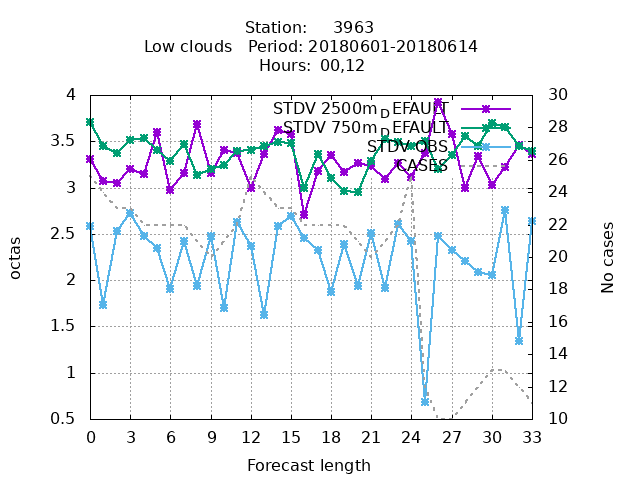 Station:     3963
Low clouds   Period: 20180601-20180614
Hours:  00,12
STDV 2500m_DEFAULT
STDV 750m_DEFAULT
STDV OBS
CASES
4
3.5
3
2.5
2
1.5
1
0.5
30
28
26
24
22
20
18
16
14
12
10
octas
No cases
0 3 6 9 12 15 18 21 24 27 30 33
Forecast length